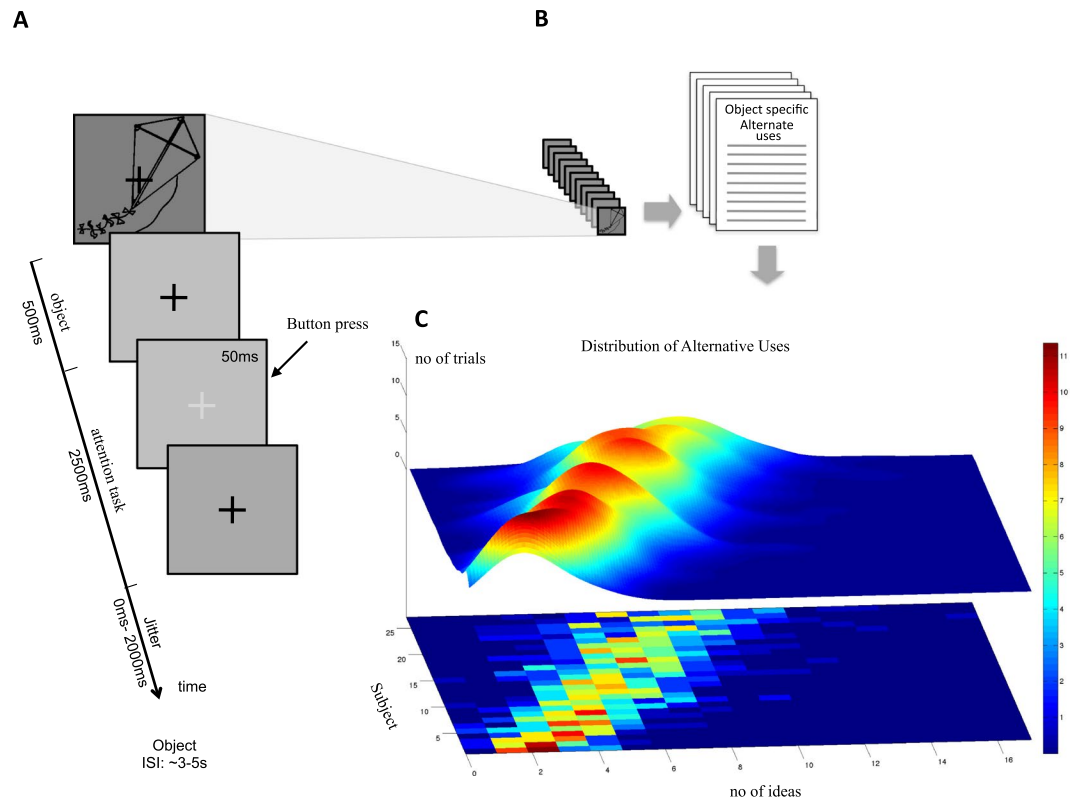 A
object
500ms
attention task
2500ms
Jitter
0ms- 2000ms
time
50ms
Button press
Object
ISI: ~3-5s
B
Object specific
Alternate
uses
C
Distribution of Alternative Uses
no of trials
15
10
5
0
25
20
15
10
5
Subject
0
2
4
6
8
10
12
14
16
no of ideas
11
10
9
8
7
6
5
4
3
2
1